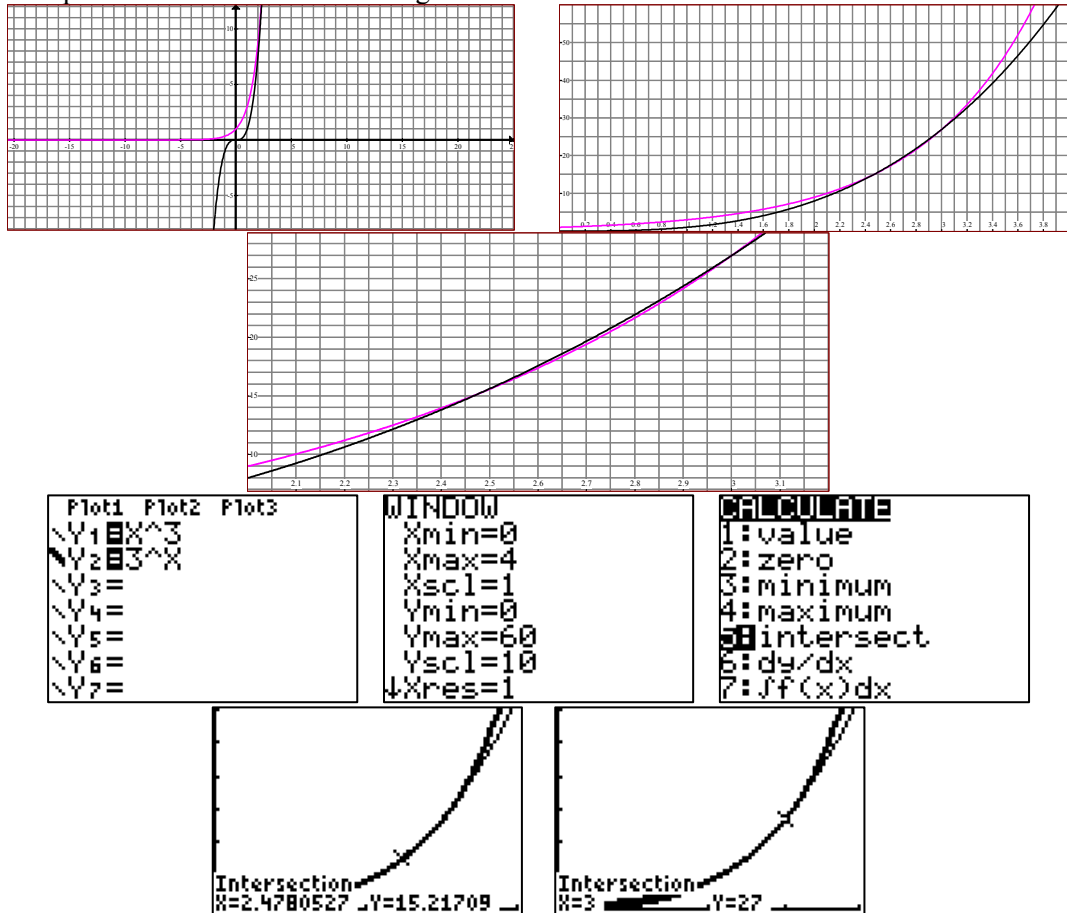 10
5
-20 -15 -10 -5 0 5 10 15 20 2
-5
50
40
30
20
10
0.2 0.4 0.6 0.8 1 1.2 1.4 1.6 1.8 2 2.2 2.4 2.6 2.8 3 3.2 3.4 3.6 3.8
25
20
15
10
2.1 2.2 2.3 2.4 2.5 2.6 2.7 2.8 2.9 3 3.1
Plot1 Plot2 Plot3
\Y1=X^3
\Y2=3^X
\Y3=
\Y4=
\Y5=
\Y6=
\Y7=
WINDOW
Xmin=0
Xmax=4
Xscl=1
Ymin=0
Ymax=60
Yscl=10
↓Xres=1
CALCULATE
1:value
2:zero
3:minimum
4:maximum
5:intersect
6:dy/dx
7:∫f(x)dx
Intersection
X=2.4780527 Y=15.21709
Intersection
X=3 Y=27